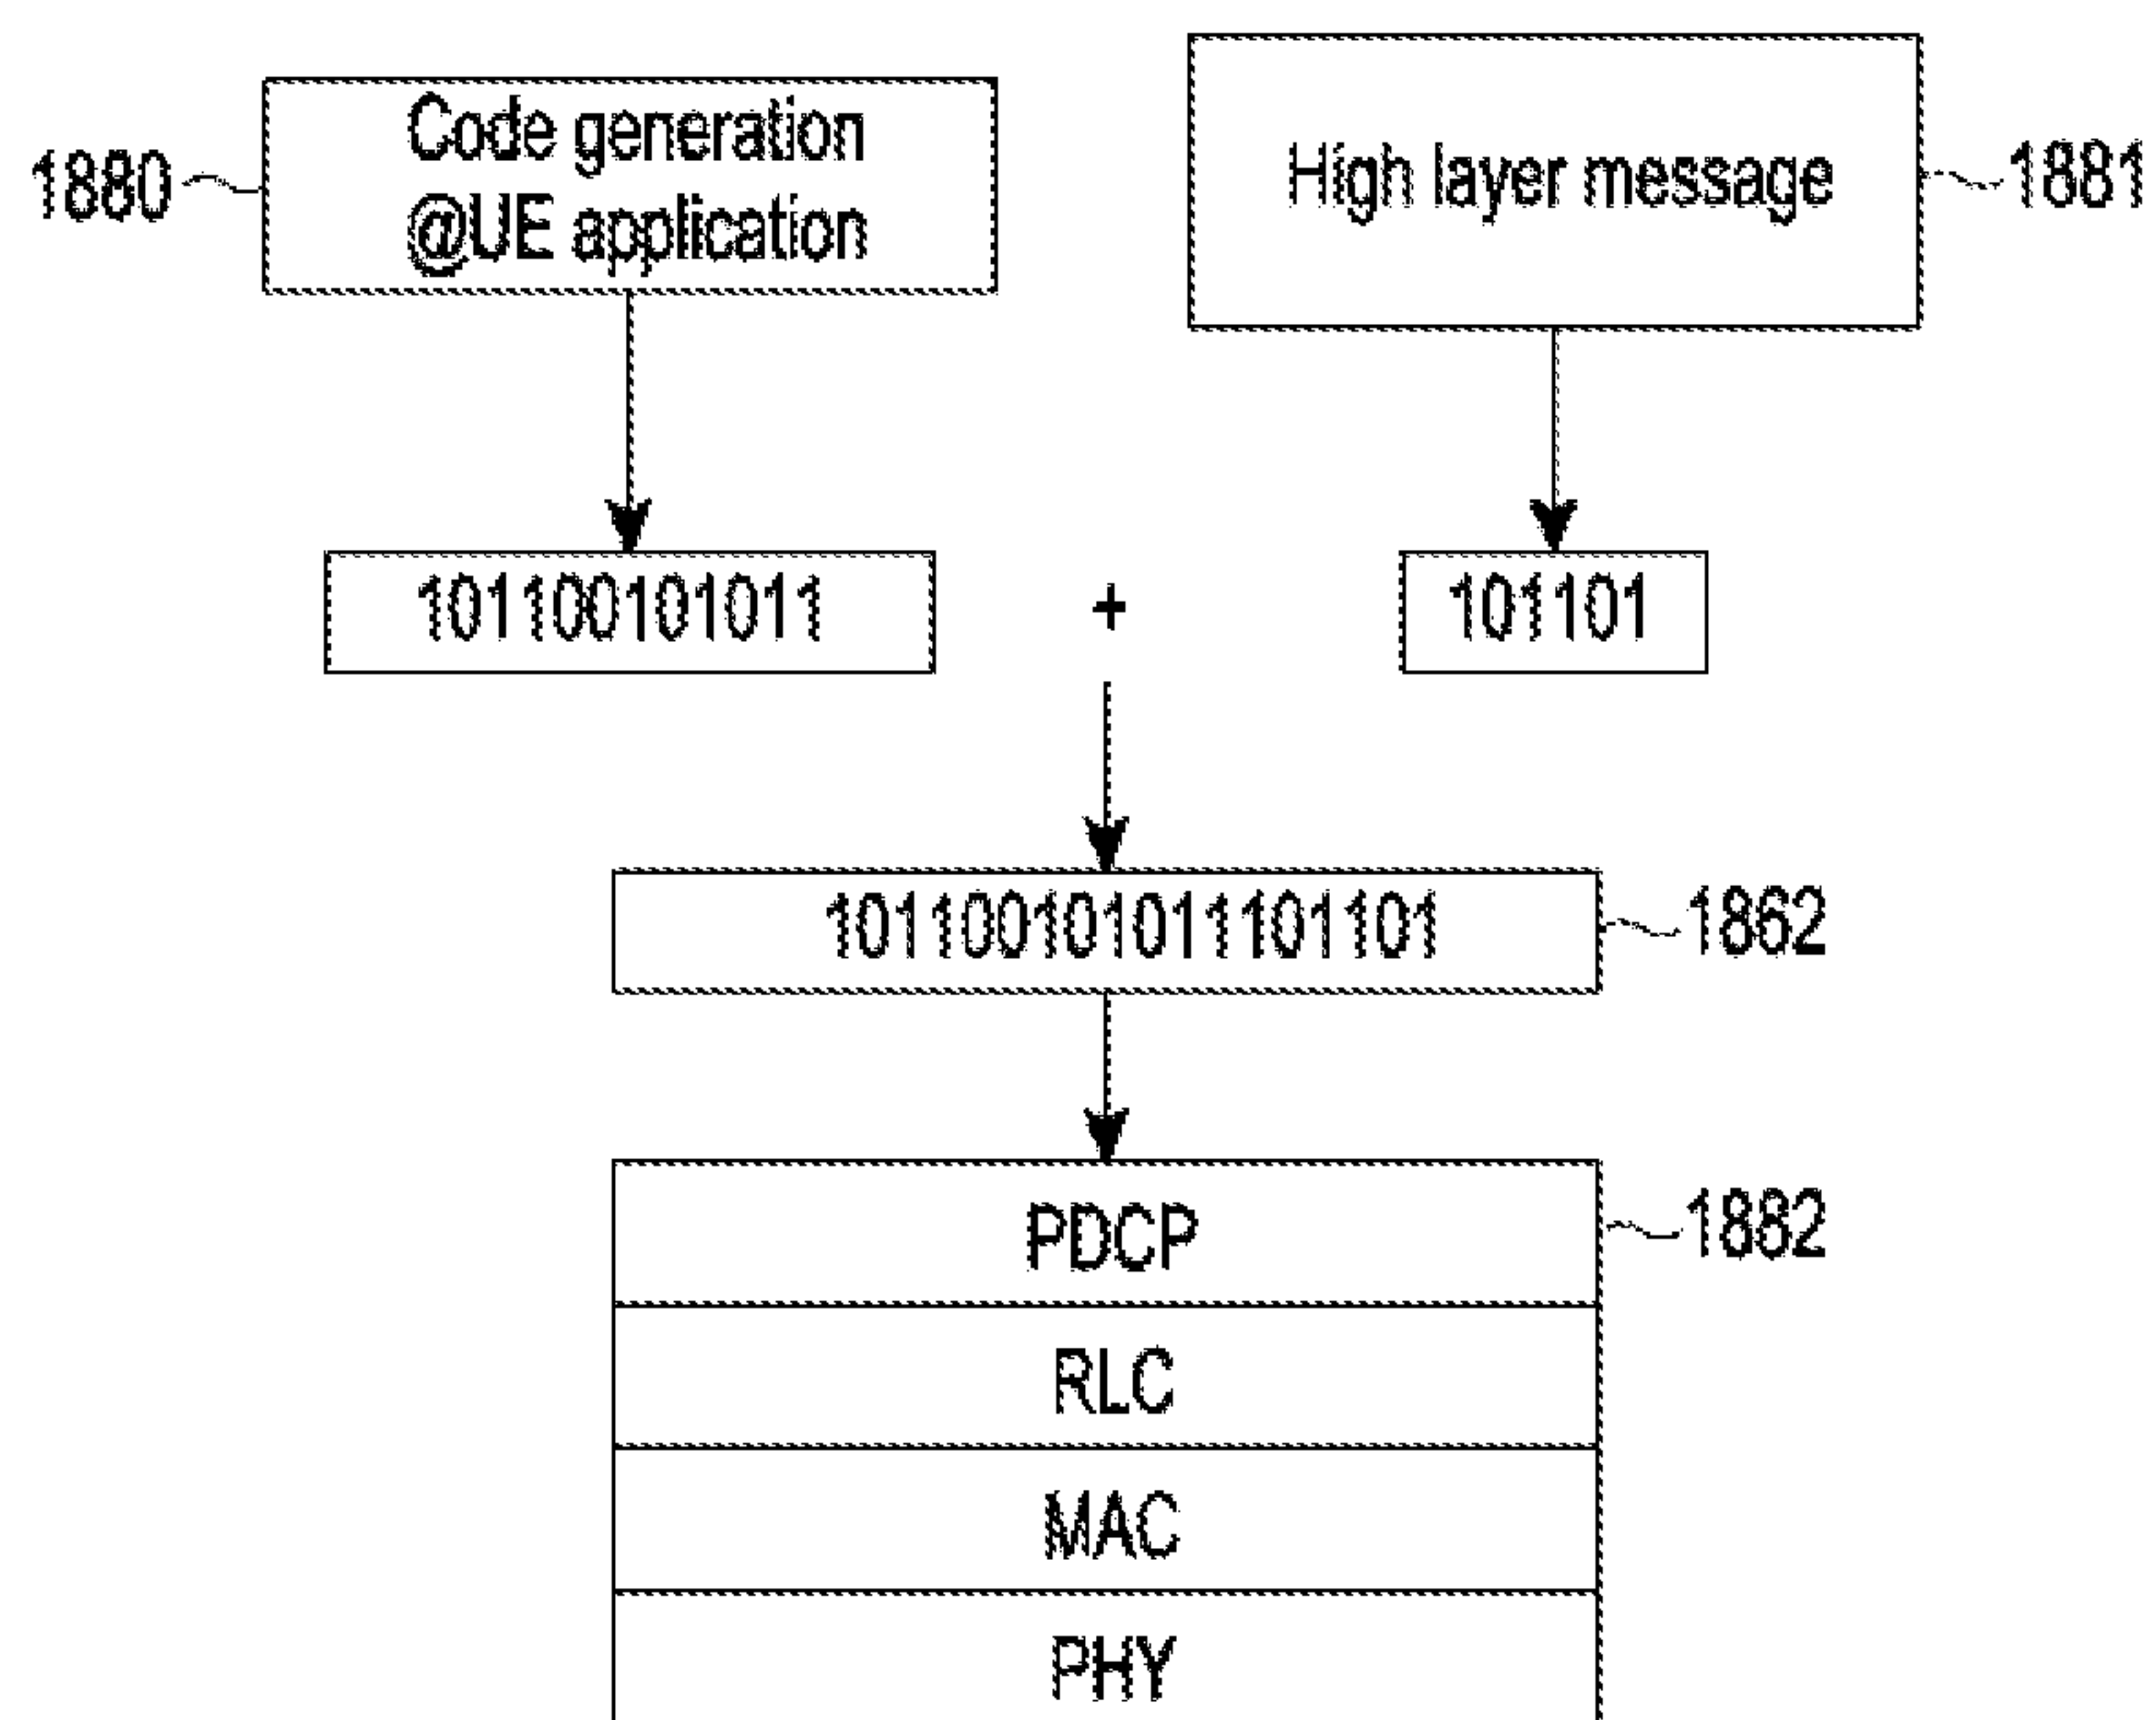 Code generation
@UE application
1880
High layer message
1881
101100101011
+
101101
101100101011101101
1862
PDCP
1882
RLC
MAC
PHY